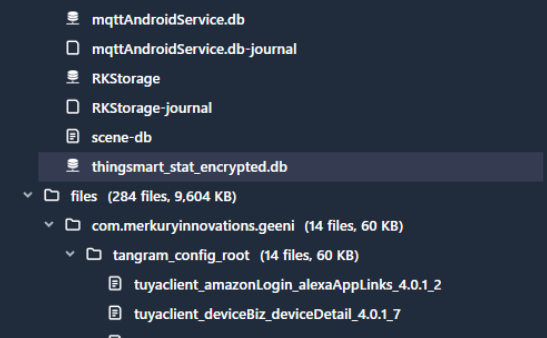 mqttAndroidService.db
mqttAndroidService.db-journal
RKStorage
RKStorage-journal
scene-db
thingsmart_stat_encrypted.db
files (284 files, 9,604 KB)
com.merkuryinnovations.geeni (14 files, 60 KB)
tangram_config_root (14 files, 60 KB)
tuyaclient_amazonLogin_alexaAppLinks_4.0.1_2
tuyaclient_deviceBiz_deviceDetail_4.0.1_7